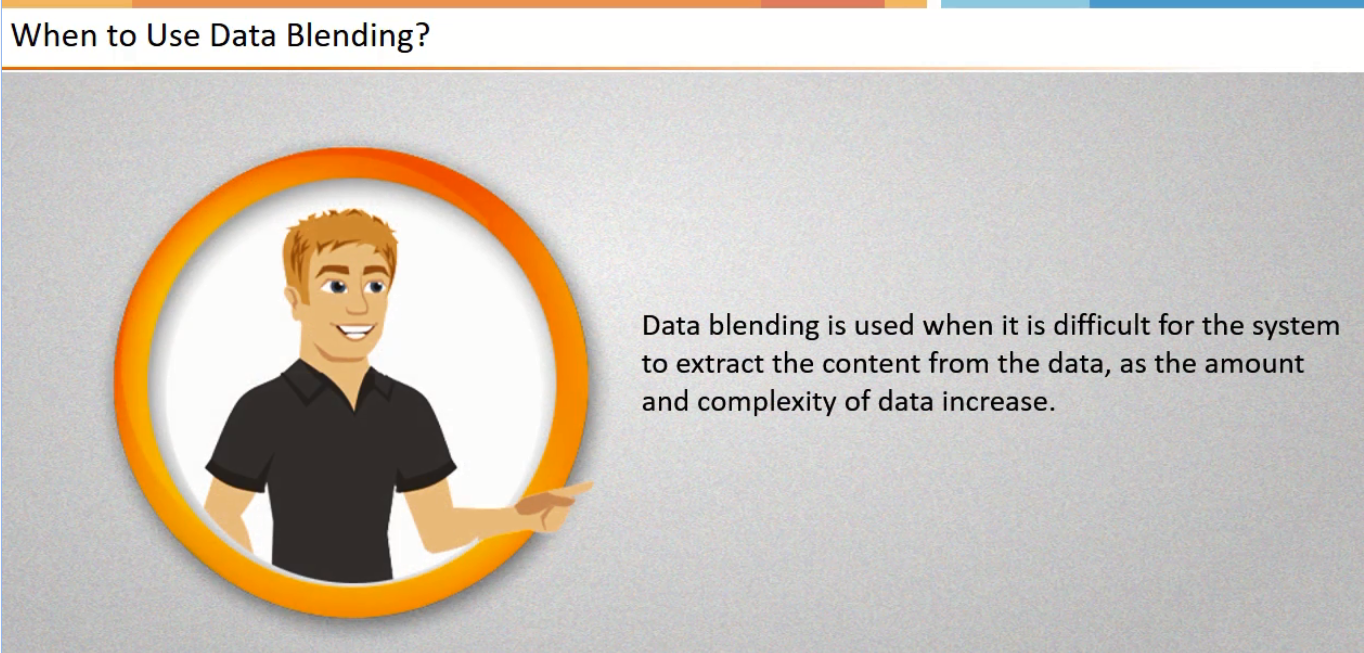 When to Use Data Blending?
Data blending is used when it is difficult for the system
to extract the content from the data, as the amount
and complexity of data increase.